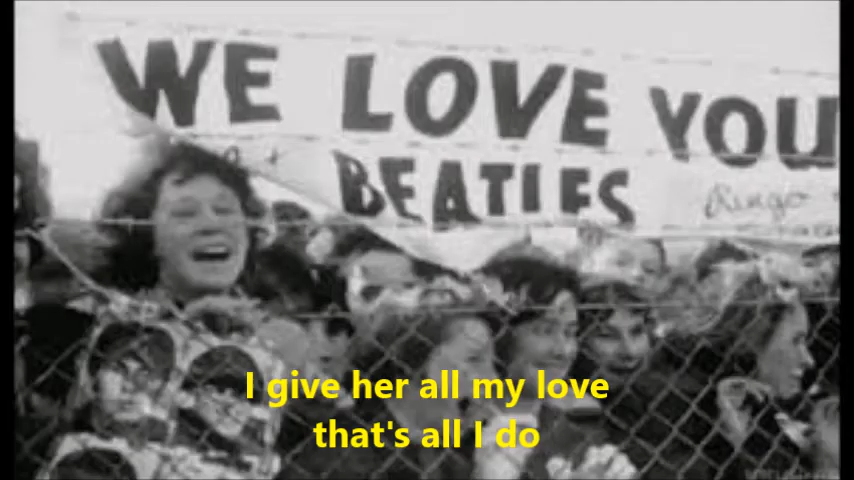 WE LOVE YOU
BEATLES
Ringo
I give her all my love
that's all I do